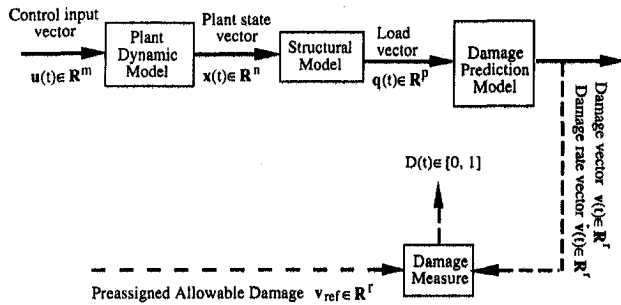 Control input
vector
u(t)∈ R^m
Plant
Dynamic
Model
Plant state
vector
x(t)∈ R^n
Structural
Model
Load
vector
q(t)∈ R^p
Damage
Prediction
Model
Damage vector v(t)∈ R^r
Damage rate vector v̇(t)∈ R^r
D(t)∈ [0, 1]
Damage
Measure
Preassigned Allowable Damage v_ref ∈ R^r